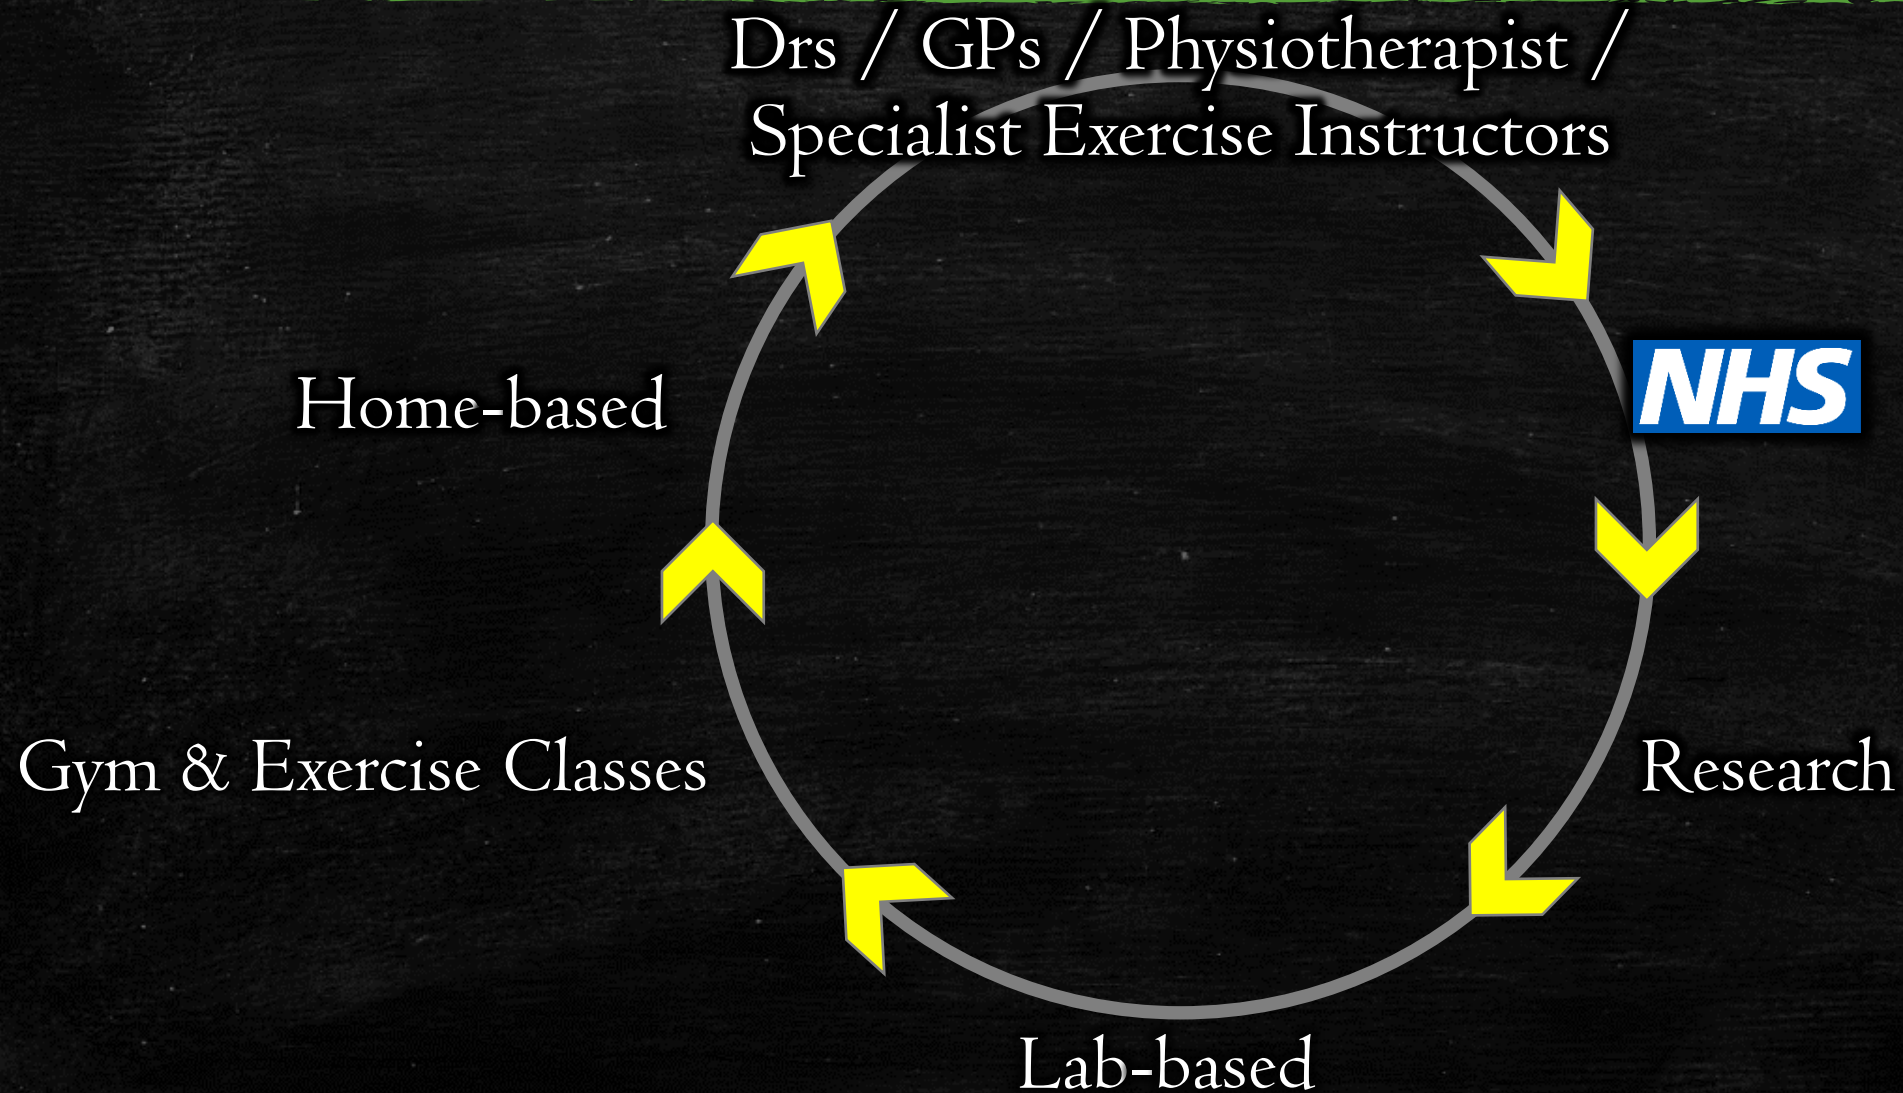 Drs / GPs / Physiotherapist /
Specialist Exercise Instructors
NHS
Home-based
Gym & Exercise Classes
Research
Lab-based